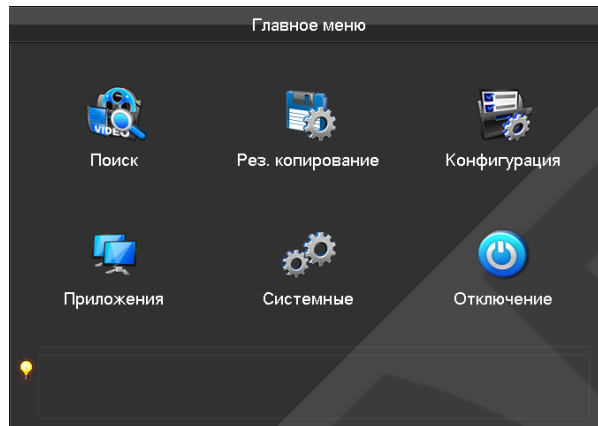 Главное меню
VIDEO
Поиск
Рез. копирование
Конфигурация
Приложения
Системные
Отключение